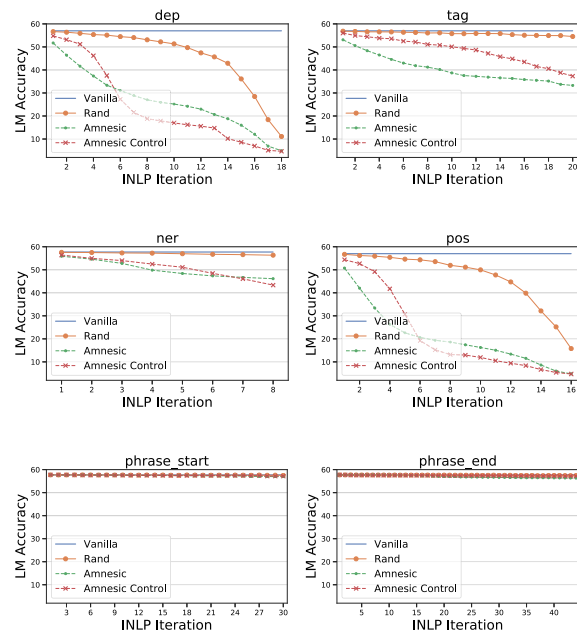 dep
LM Accuracy
60
50
40
30
20
10
Vanilla
Rand
Amnesic
Amnesic Control
2 4 6 8 10 12 14 16 18
INLP Iteration
tag
LM Accuracy
60
50
40
30
20
10
Vanilla
Rand
Amnesic
Amnesic Control
2 4 6 8 10 12 14 16 18 20
INLP Iteration
ner
LM Accuracy
60
50
40
30
20
10
Vanilla
Rand
Amnesic
Amnesic Control
1 2 3 4 5 6 7 8
INLP Iteration
pos
LM Accuracy
60
50
40
30
20
10
Vanilla
Rand
Amnesic
Amnesic Control
2 4 6 8 10 12 14 16
INLP Iteration
phrase_start
LM Accuracy
60
50
40
30
20
10
Vanilla
Rand
Amnesic
Amnesic Control
3 6 9 12 15 18 21 24 27 30
INLP Iteration
phrase_end
LM Accuracy
60
50
40
30
20
10
Vanilla
Rand
Amnesic
Amnesic Control
5 10 15 20 25 30 35 40
INLP Iteration